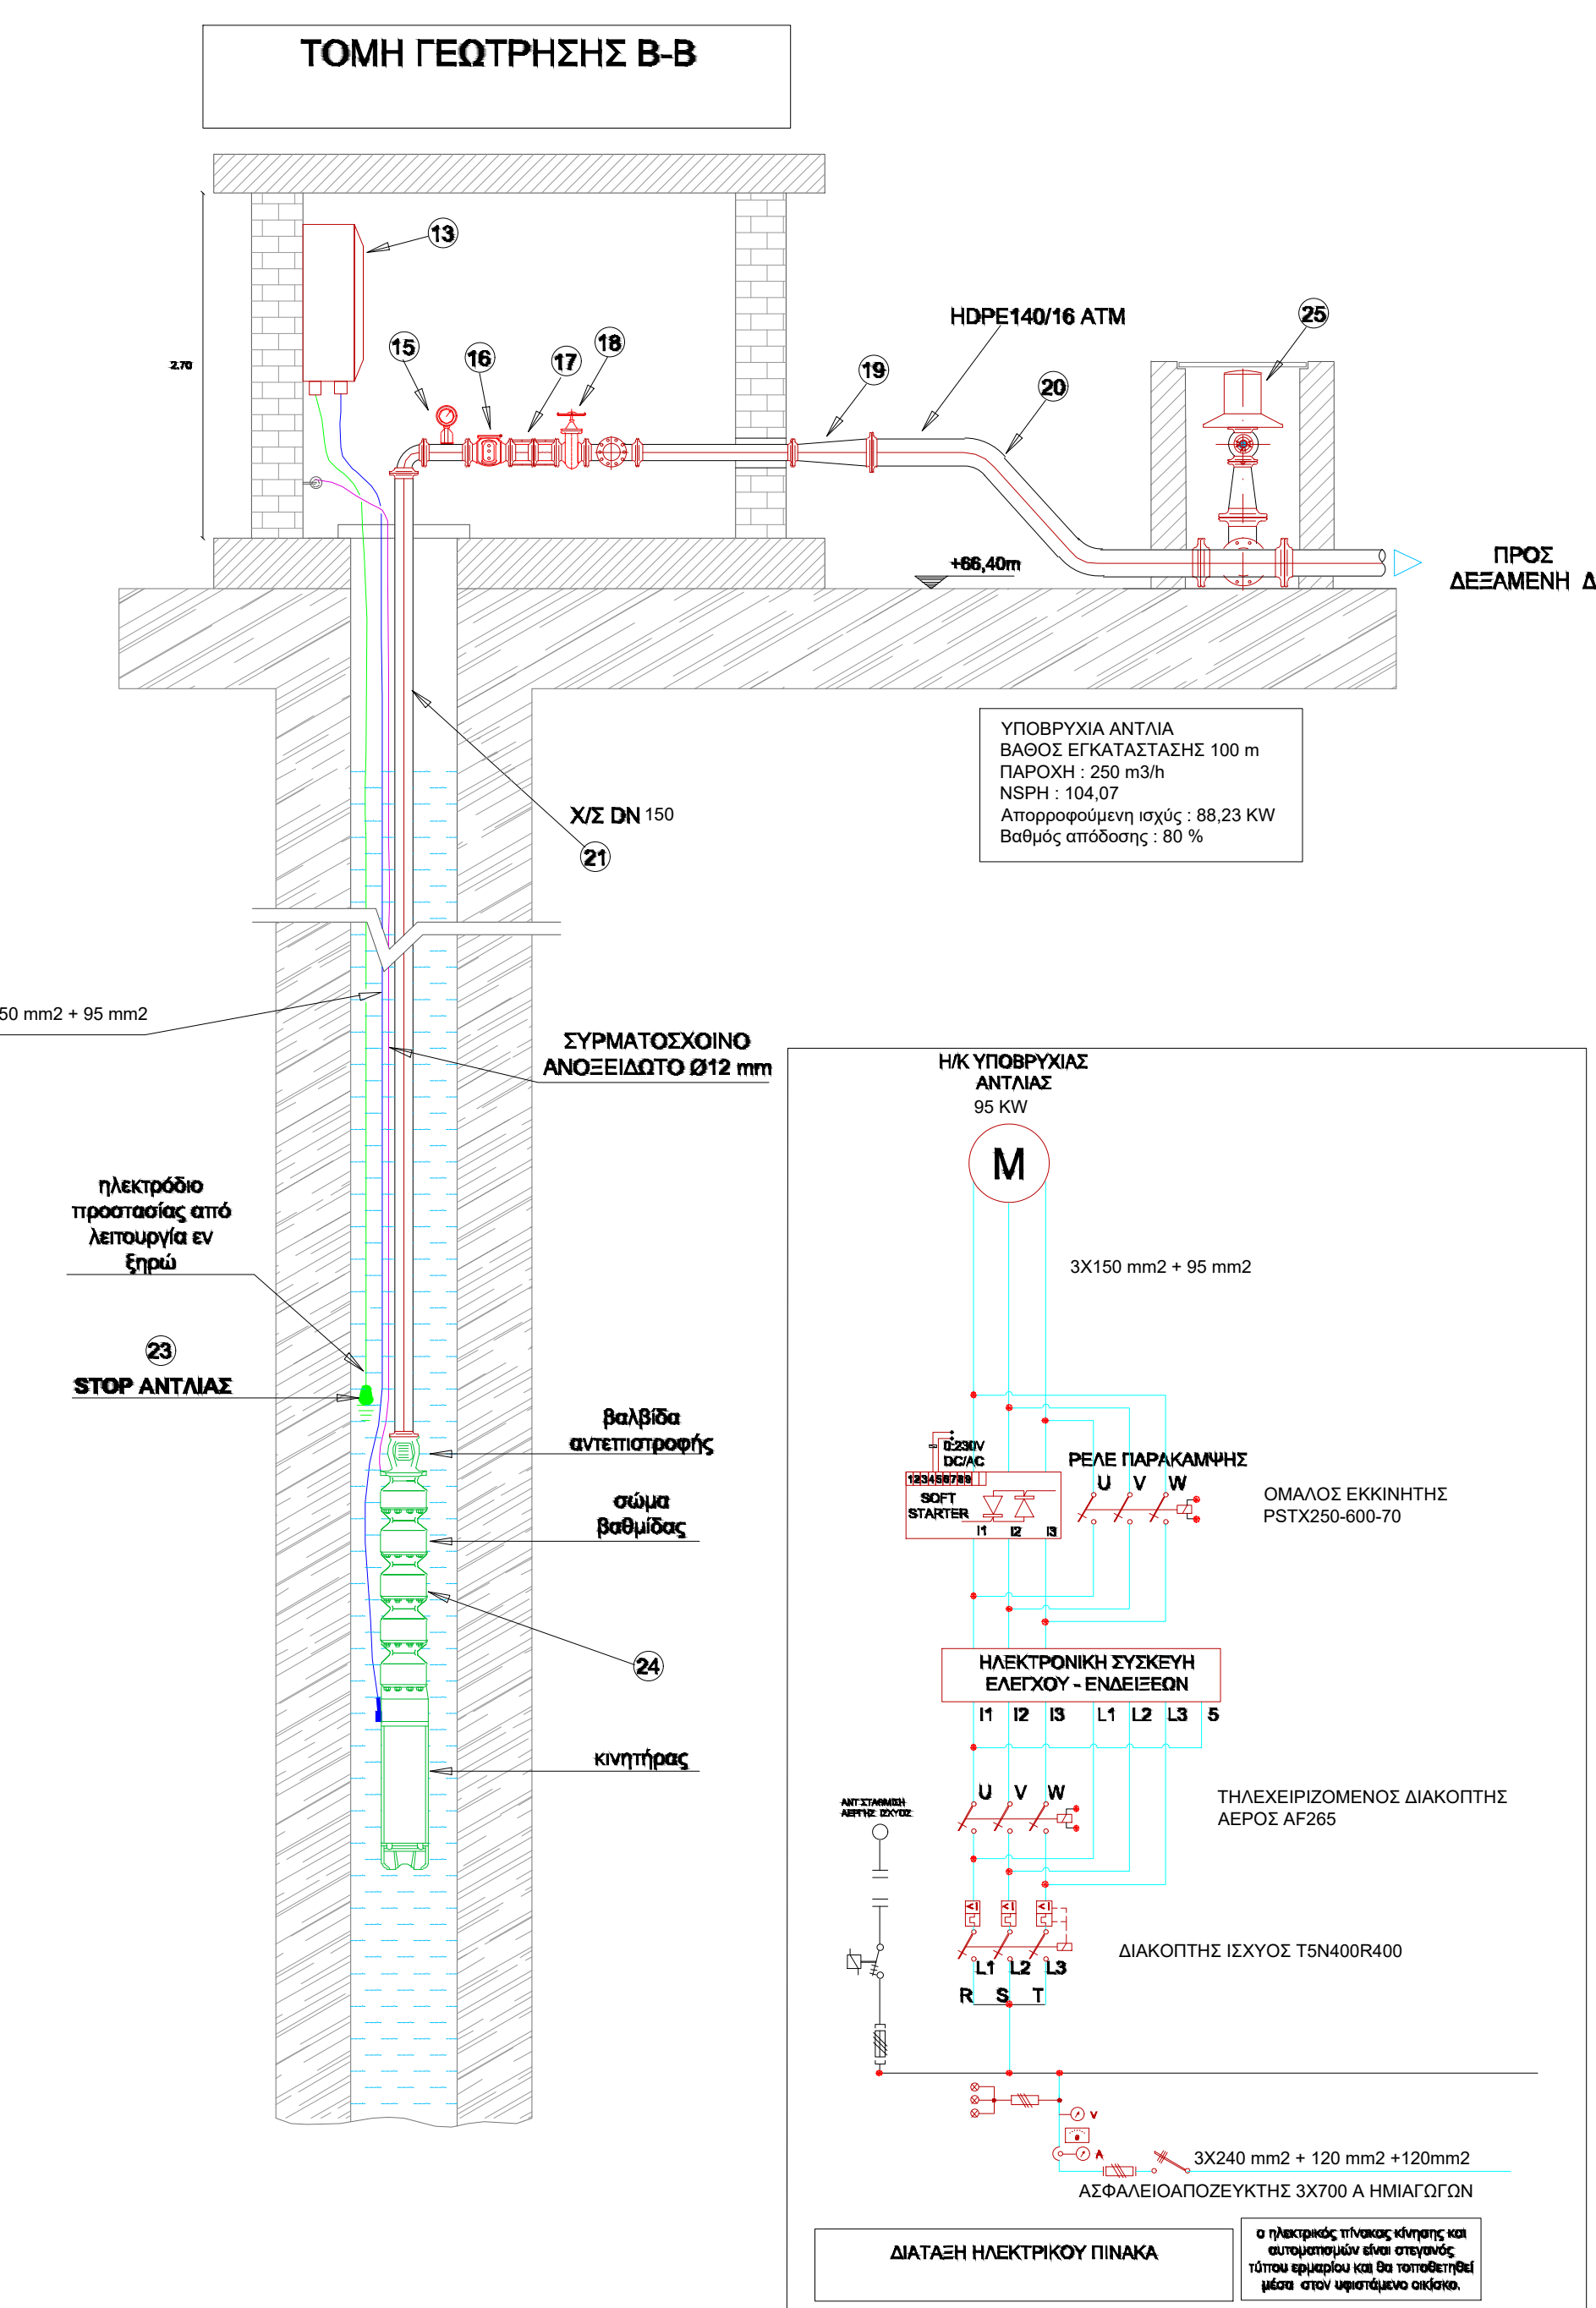 ΤΟΜΗ ΓΕΩΤΡΗΣΗΣ Β-Β
13
2.70
15
16
17
18
19
HDPE140/16 ATM
20
25
+66,40m
ΠΡΟΣ
ΔΕΞΑΜΕΝΗ Δ
ΥΠΟΒΡΥΧΙΑ ΑΝΤΛΙΑ
ΒΑΘΟΣ ΕΓΚΑΤΑΣΤΑΣΗΣ 100 m
ΠΑΡΟΧΗ : 250 m3/h
NSPH : 104,07
Απορροφούμενη ισχύς : 88,23 KW
Βαθμός απόδοσης : 80 %
Χ/Σ DN 150
21
50 mm2 + 95 mm2
ΣΥΡΜΑΤΟΣΧΟΙΝΟ
ΑΝΟΞΕΙΔΩΤΟ Ø12 mm
ηλεκτρόδιο
προστασίας από
λειτουργία εν
ξηρώ
23
STOP ΑΝΤΛΙΑΣ
βαλβίδα
αντεπιστροφής
σώμα
βαθμίδας
24
κινητήρας
Η/Κ ΥΠΟΒΡΥΧΙΑΣ
ΑΝΤΛΙΑΣ
95 KW
M
3X150 mm2 + 95 mm2
0-230V
DC/AC
123456789
SOFT
STARTER
I1 I2 I3
ΡΕΛΕ ΠΑΡΑΚΑΜΨΗΣ
U V W
ΟΜΑΛΟΣ ΕΚΚΙΝΗΤΗΣ
PSTX250-600-70
ΗΛΕΚΤΡΟΝΙΚΗ ΣΥΣΚΕΥΗ
ΕΛΕΓΧΟΥ - ΕΝΔΕΙΞΕΩΝ
I1 I2 I3 L1 L2 L3 5
U V W
ΤΗΛΕΧΕΙΡΙΖΟΜΕΝΟΣ ΔΙΑΚΟΠΤΗΣ
ΑΕΡΟΣ AF265
ΑΝΤΙΣΤΑΘΜΙΣΗ
ΑΕΡΓΗΣ ΙΣΧΥΟΣ
<I <I <I
ΔΙΑΚΟΠΤΗΣ ΙΣΧΥΟΣ T5N400R400
L1 L2 L3
R S T
V
A
3X240 mm2 + 120 mm2 +120mm2
ΑΣΦΑΛΕΙΟΑΠΟΖΕΥΚΤΗΣ 3X700 A ΗΜΙΑΓΩΓΩΝ
ΔΙΑΤΑΞΗ ΗΛΕΚΤΡΙΚΟΥ ΠΙΝΑΚΑ
ο ηλεκτρικός πίνακας κίνησης και
αυτοματισμών είναι στεγανός
τύπου ερμαρίου και θα τοποθετηθεί
μέσα στον υφιστάμενο οικίσκο.